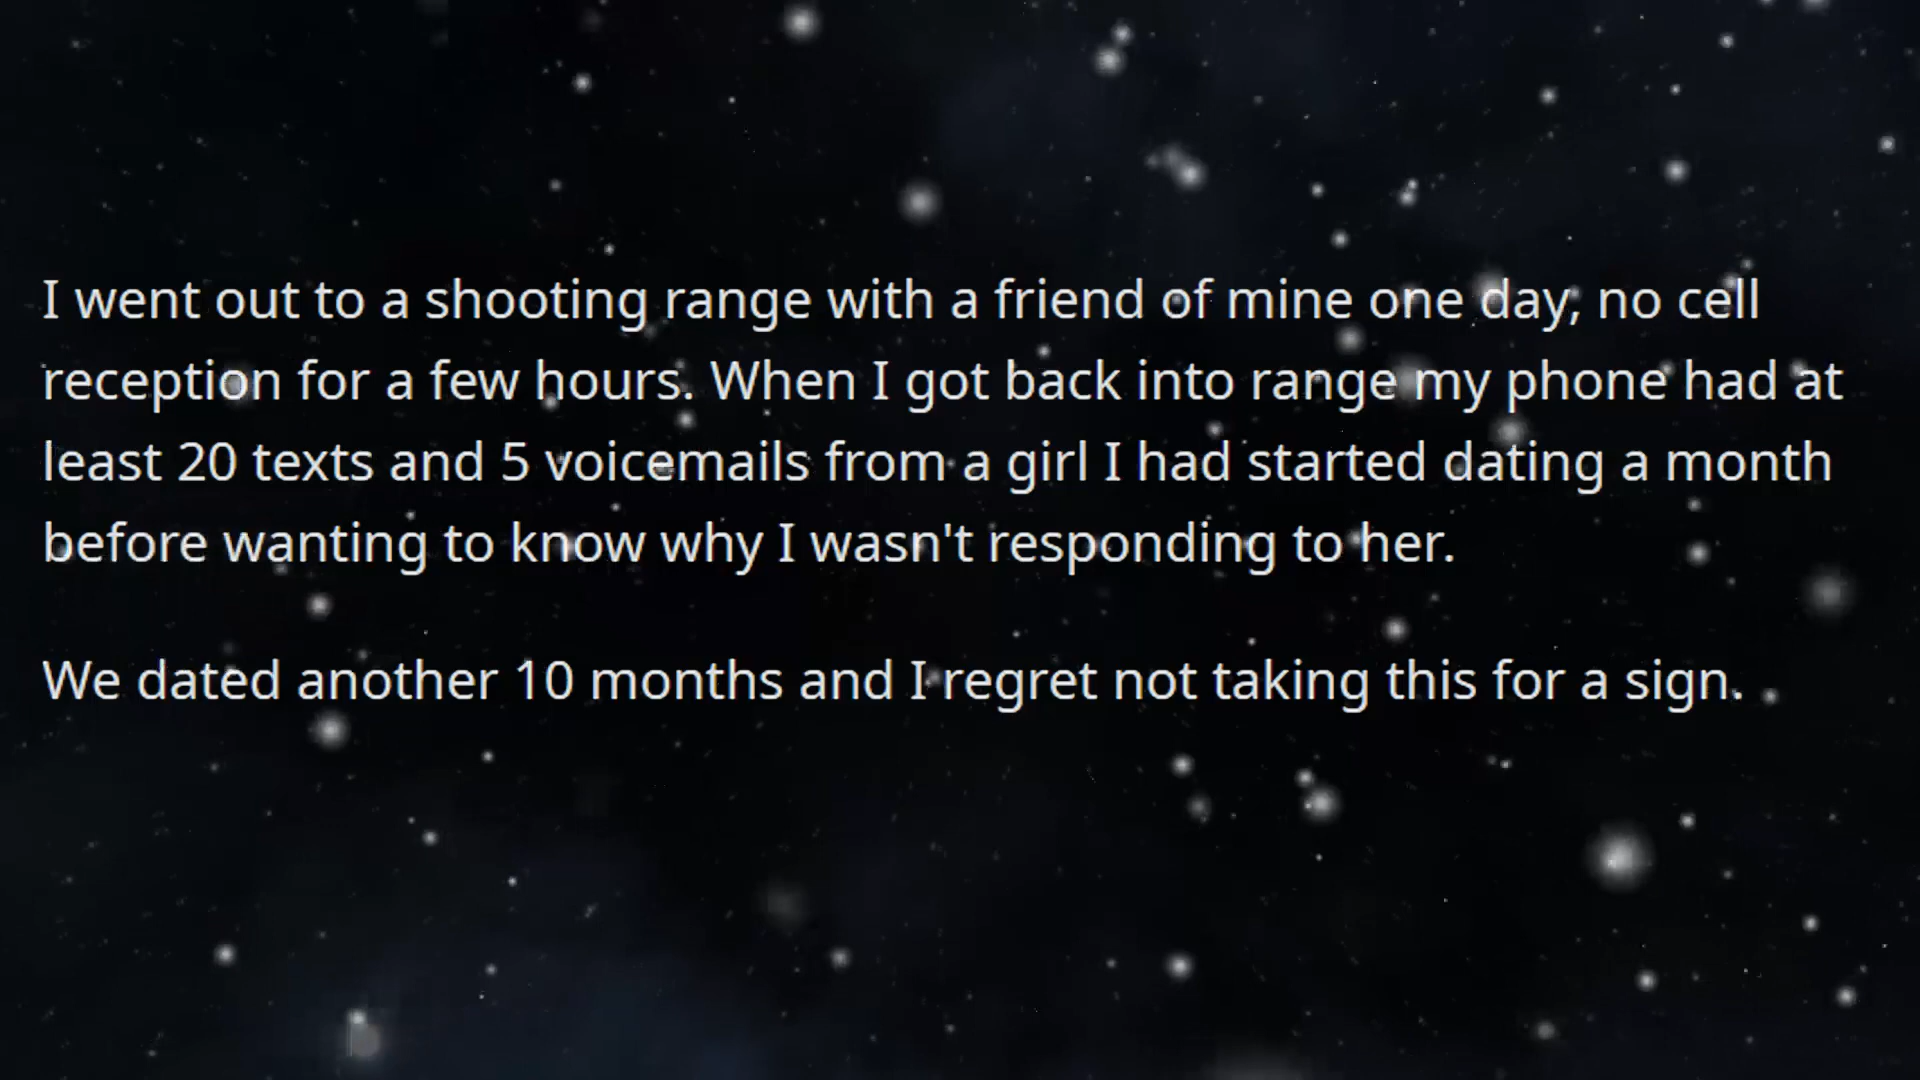 I went out to a shooting range with a friend of mine one day, no cell
reception for a few hours. When I got back into range my phone had at
least 20 texts and 5 voicemails from a girl I had started dating a month
before wanting to know why I wasn't responding to her.
We dated another 10 months and I regret not taking this for a sign.